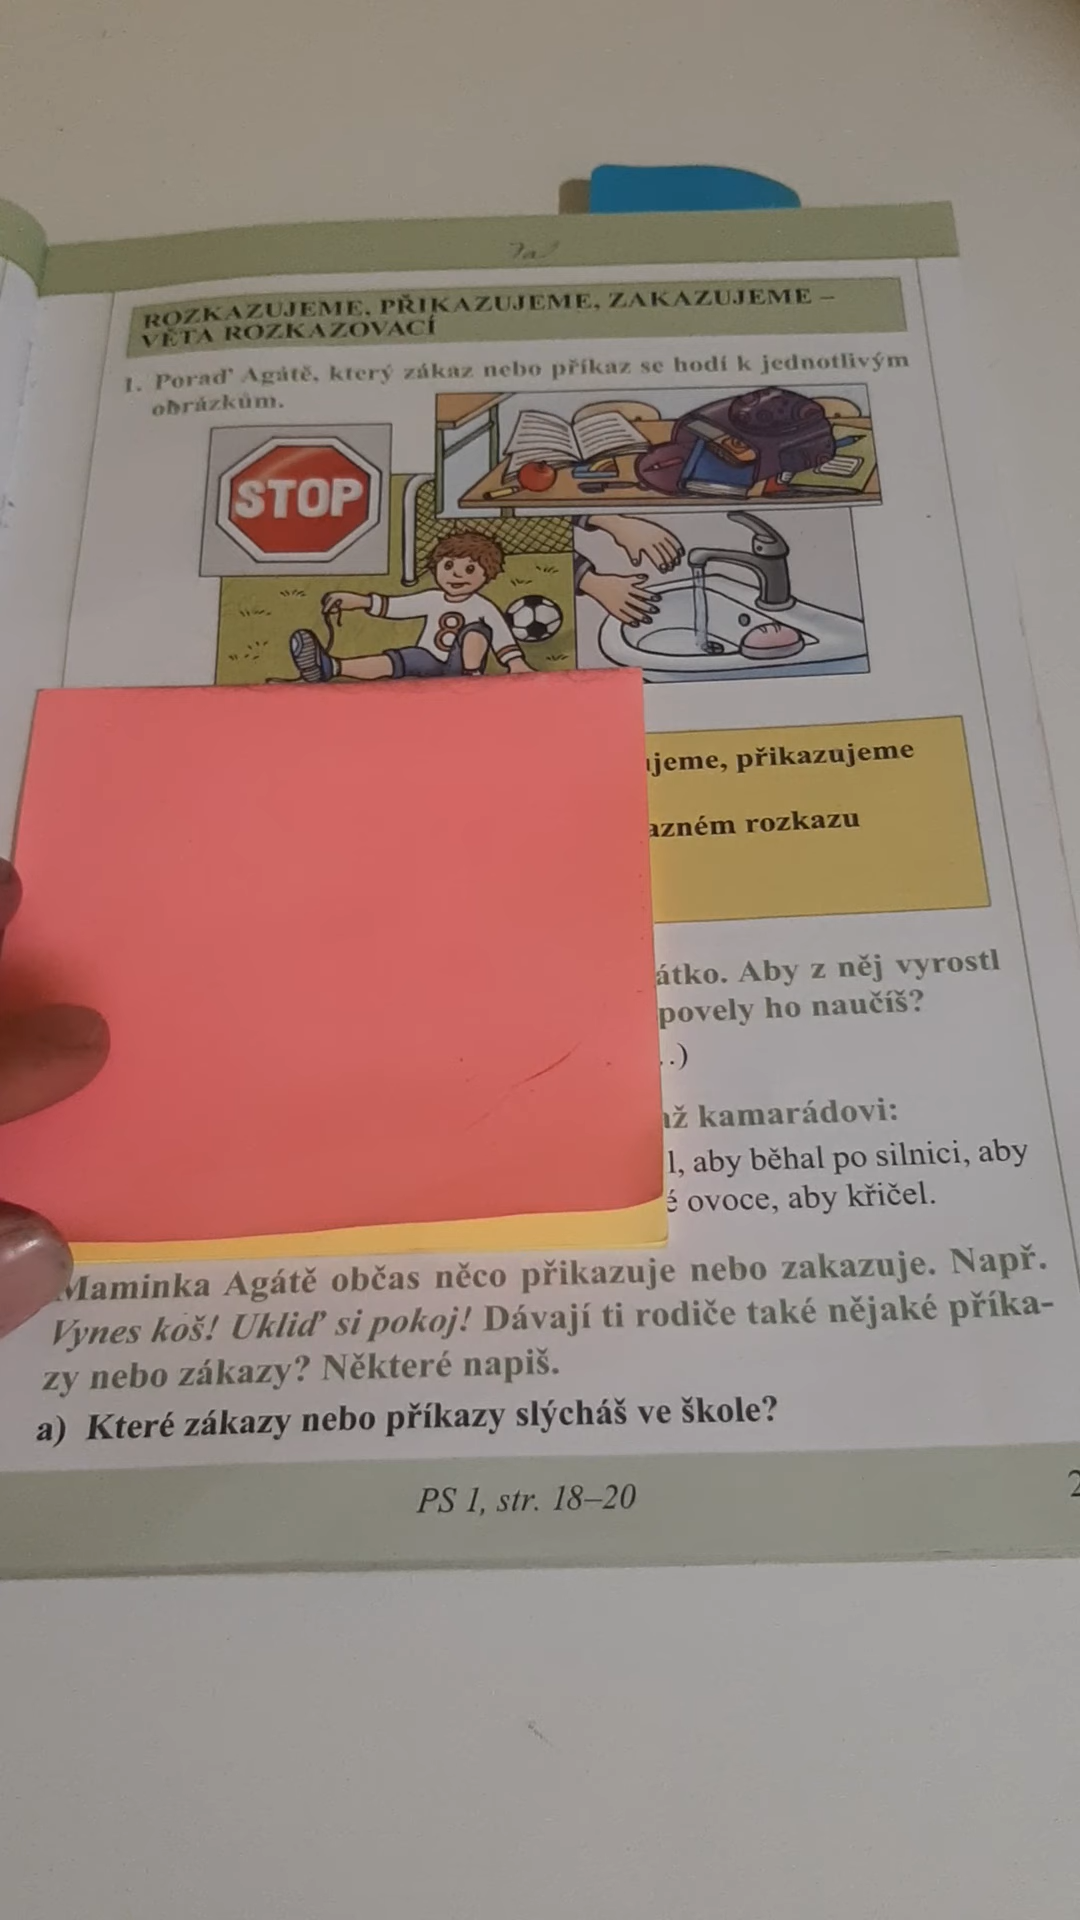 ROZKAZUJEME, PŘIKAZUJEME, ZAKAZUJEME –
VĚTA ROZKAZOVACÍ
1. Poraď Agátě, který zákaz nebo příkaz se hodí k jednotlivým
obrázkům.
STOP
8
jeme, přikazujeme
azném rozkazu
átko. Aby z něj vyrostl
povely ho naučíš?
..)
až kamarádovi:
l, aby běhal po silnici, aby
é ovoce, aby křičel.
Maminka Agátě občas něco přikazuje nebo zakazuje. Např.
Vynes koš! Ukliď si pokoj! Dávají ti rodiče také nějaké příka-
zy nebo zákazy? Některé napiš.
a) Které zákazy nebo příkazy slýcháš ve škole?
PS 1, str. 18–20